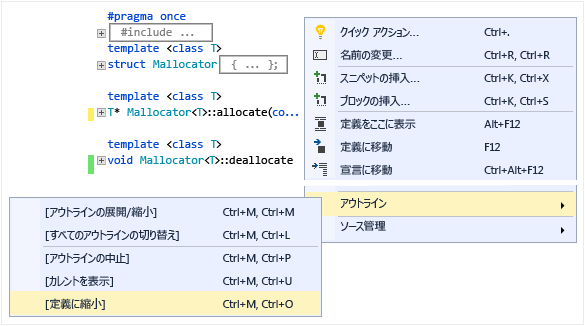 #pragma once
#include ...
template <class T>
struct Mallocator { ... };
template <class T>
T* Mallocator<T>::allocate(co...
template <class T>
void Mallocator<T>::deallocate
クイック アクション... Ctrl+.
名前の変更... Ctrl+R, Ctrl+R
スニペットの挿入... Ctrl+K, Ctrl+X
ブロックの挿入... Ctrl+K, Ctrl+S
定義をここに表示 Alt+F12
定義に移動 F12
宣言に移動 Ctrl+Alt+F12
アウトライン
ソース管理
[アウトラインの展開/縮小] Ctrl+M, Ctrl+M
[すべてのアウトラインの切り替え] Ctrl+M, Ctrl+L
[アウトラインの中止] Ctrl+M, Ctrl+P
[カレントを表示] Ctrl+M, Ctrl+U
[定義に縮小] Ctrl+M, Ctrl+O